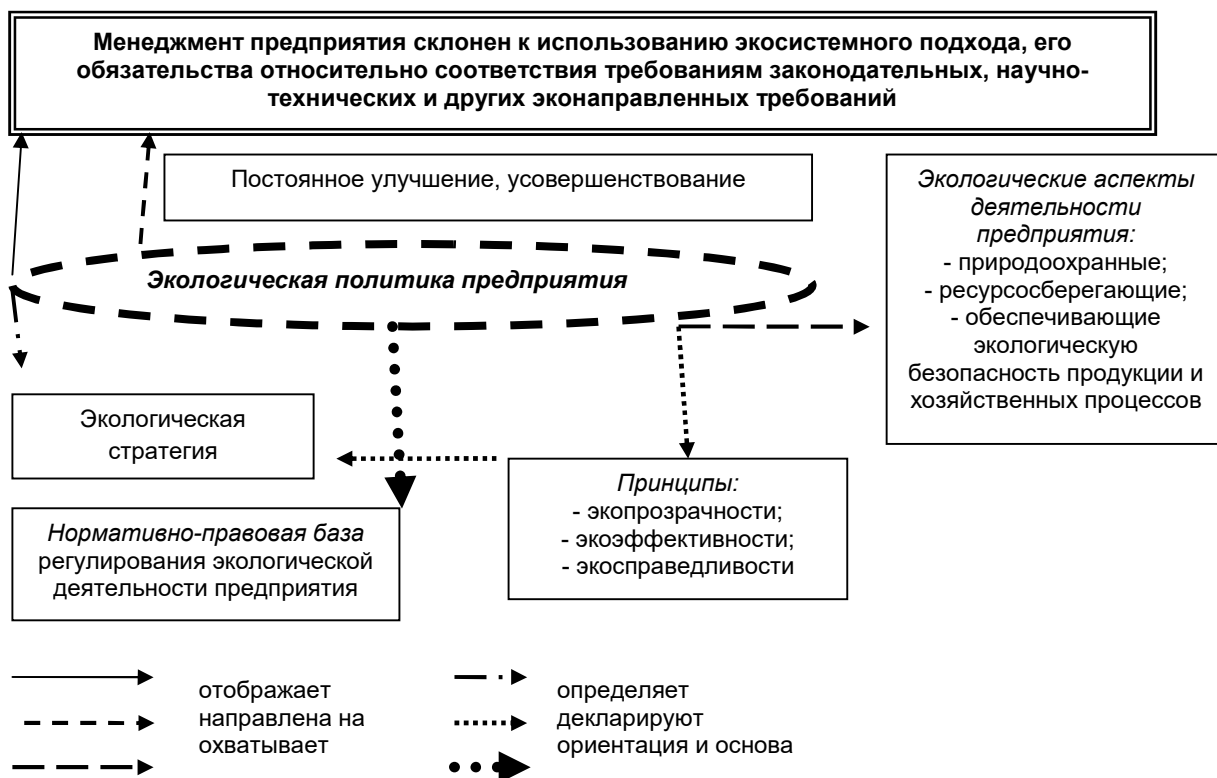 Менеджмент предприятия склонен к использованию экосистемного подхода, его
обязательства относительно соответствия требованиям законодательных, научно-
технических и других эконаправленных требований
Постоянное улучшение, усовершенствование
Экологические аспекты
деятельности
предприятия:
- природоохранные;
- ресурсосберегающие;
- обеспечивающие
экологическую
безопасность продукции и
хозяйственных процессов
Экологическая политика предприятия
Экологическая
стратегия
Принципы:
- экопрозрачности;
- экоэффективности;
- экосправедливости
Нормативно-правовая база
регулирования экологической
деятельности предприятия
отображает
направлена на
охватывает
определяет
декларируют
ориентация и основа